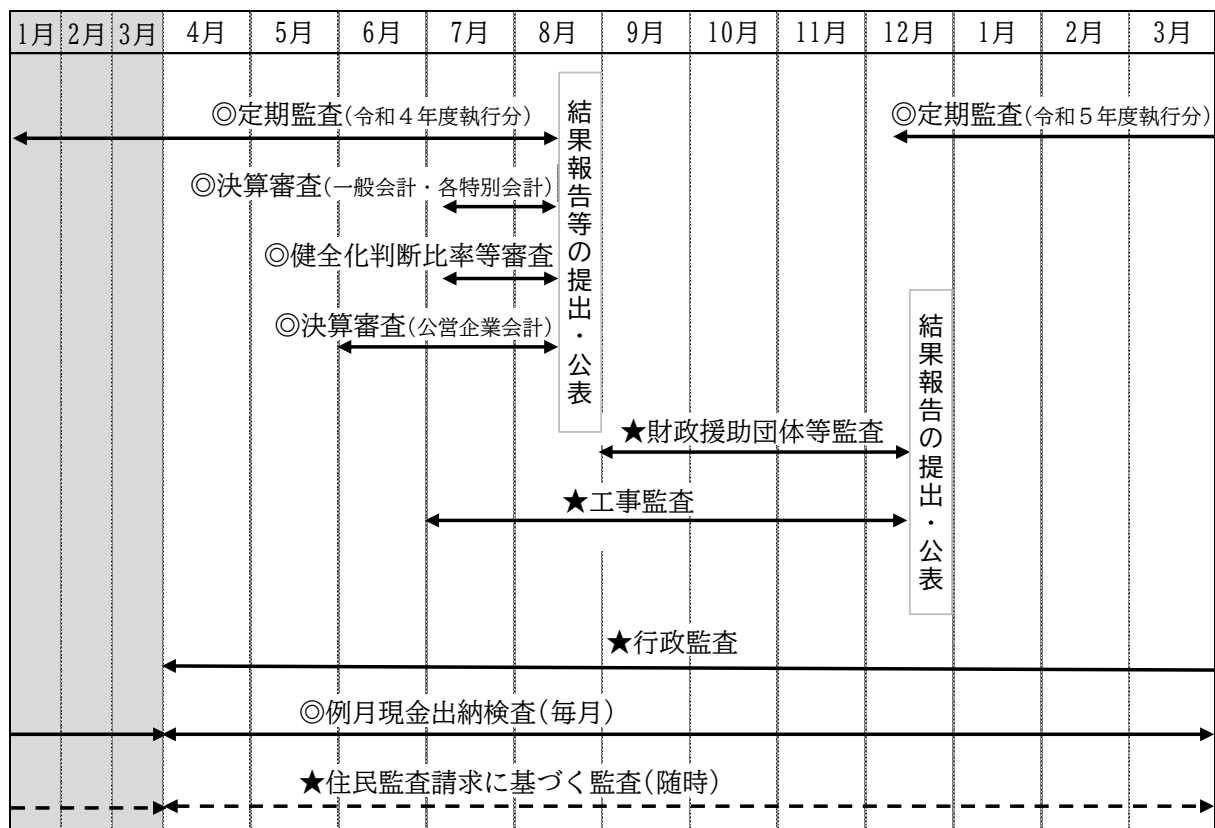 1月 2月 3月 4月 5月 6月 7月 8月 9月 10月 11月 12月 1月 2月 3月
◎定期監査(令和４年度執行分)
◎定期監査(令和５年度執行分)
◎決算審査(一般会計・各特別会計)
◎健全化判断比率等審査
◎決算審査(公営企業会計)
結果報告等の提出・公表
★財政援助団体等監査
★工事監査
結果報告の提出・公表
★行政監査
◎例月現金出納検査(毎月)
★住民監査請求に基づく監査(随時)